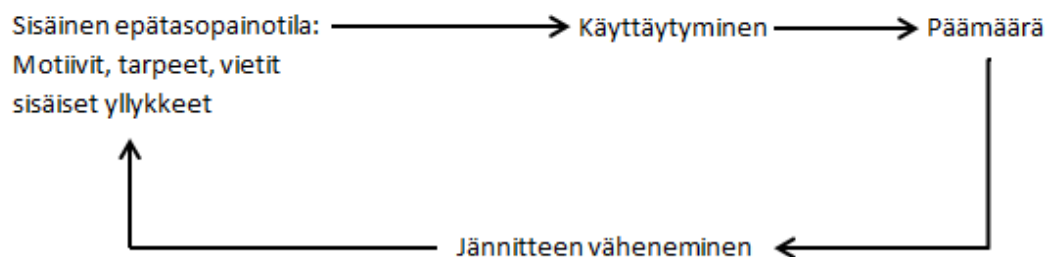 Sisäinen epätasopainotila:
Käyttäytyminen
Päämäärä
Motiivit, tarpeet, vietit
sisäiset yllykkeet
Jännitteen väheneminen